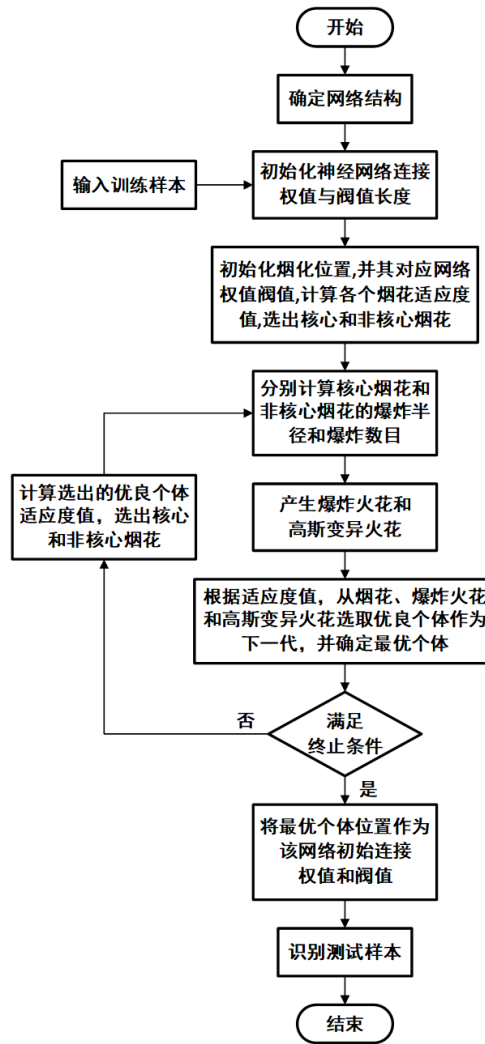 开始
确定网络结构
输入训练样本
初始化神经网络连接
权值与阀值长度
初始化烟化位置,并其对应网络
权值阀值,计算各个烟花适应度
值,选出核心和非核心烟花
分别计算核心烟花和
非核心烟花的爆炸半
径和爆炸数目
计算选出的优良个体
适应度值，选出核心
和非核心烟花
产生爆炸火花和
高斯变异火花
根据适应度值，从烟花、爆炸火花
和高斯变异火花选取优良个体作为
下一代，并确定最优个体
否
满足
终止条件
是
将最优个体位置作为
该网络初始连接
权值和阀值
识别测试样本
结束